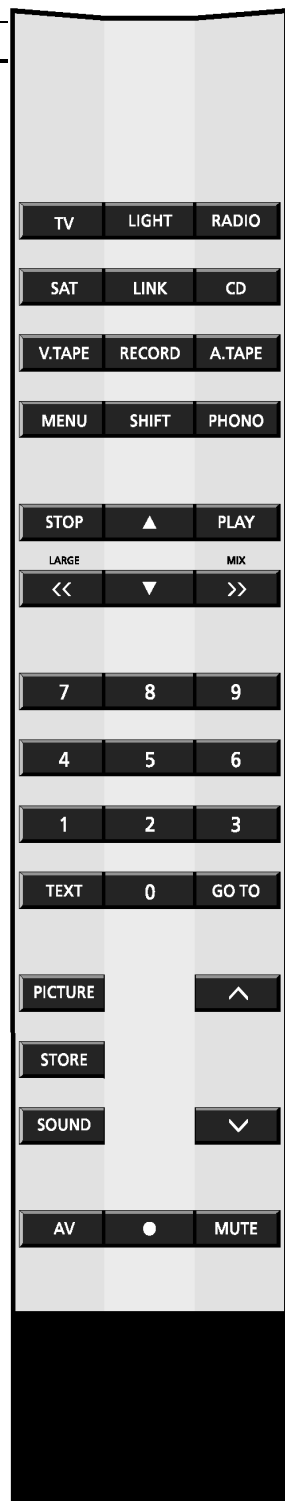 TV LIGHT RADIO
SAT LINK CD
V.TAPE RECORD A.TAPE
MENU SHIFT PHONO
STOP ▲ PLAY
LARGE MIX
<< ▼ >>
7 8 9
4 5 6
1 2 3
TEXT 0 GO TO
PICTURE
STORE
SOUND
AV ● MUTE